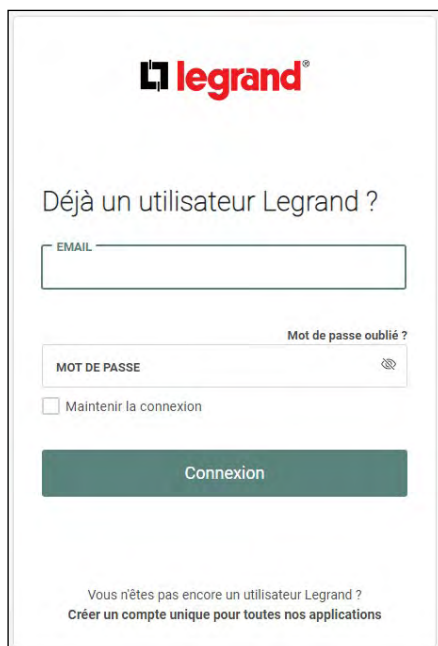 legrand®
Déjà un utilisateur Legrand ?
EMAIL
Mot de passe oublié ?
MOT DE PASSE
Maintenir la connexion
Connexion
Vous n'êtes pas encore un utilisateur Legrand ?
Créer un compte unique pour toutes nos applications